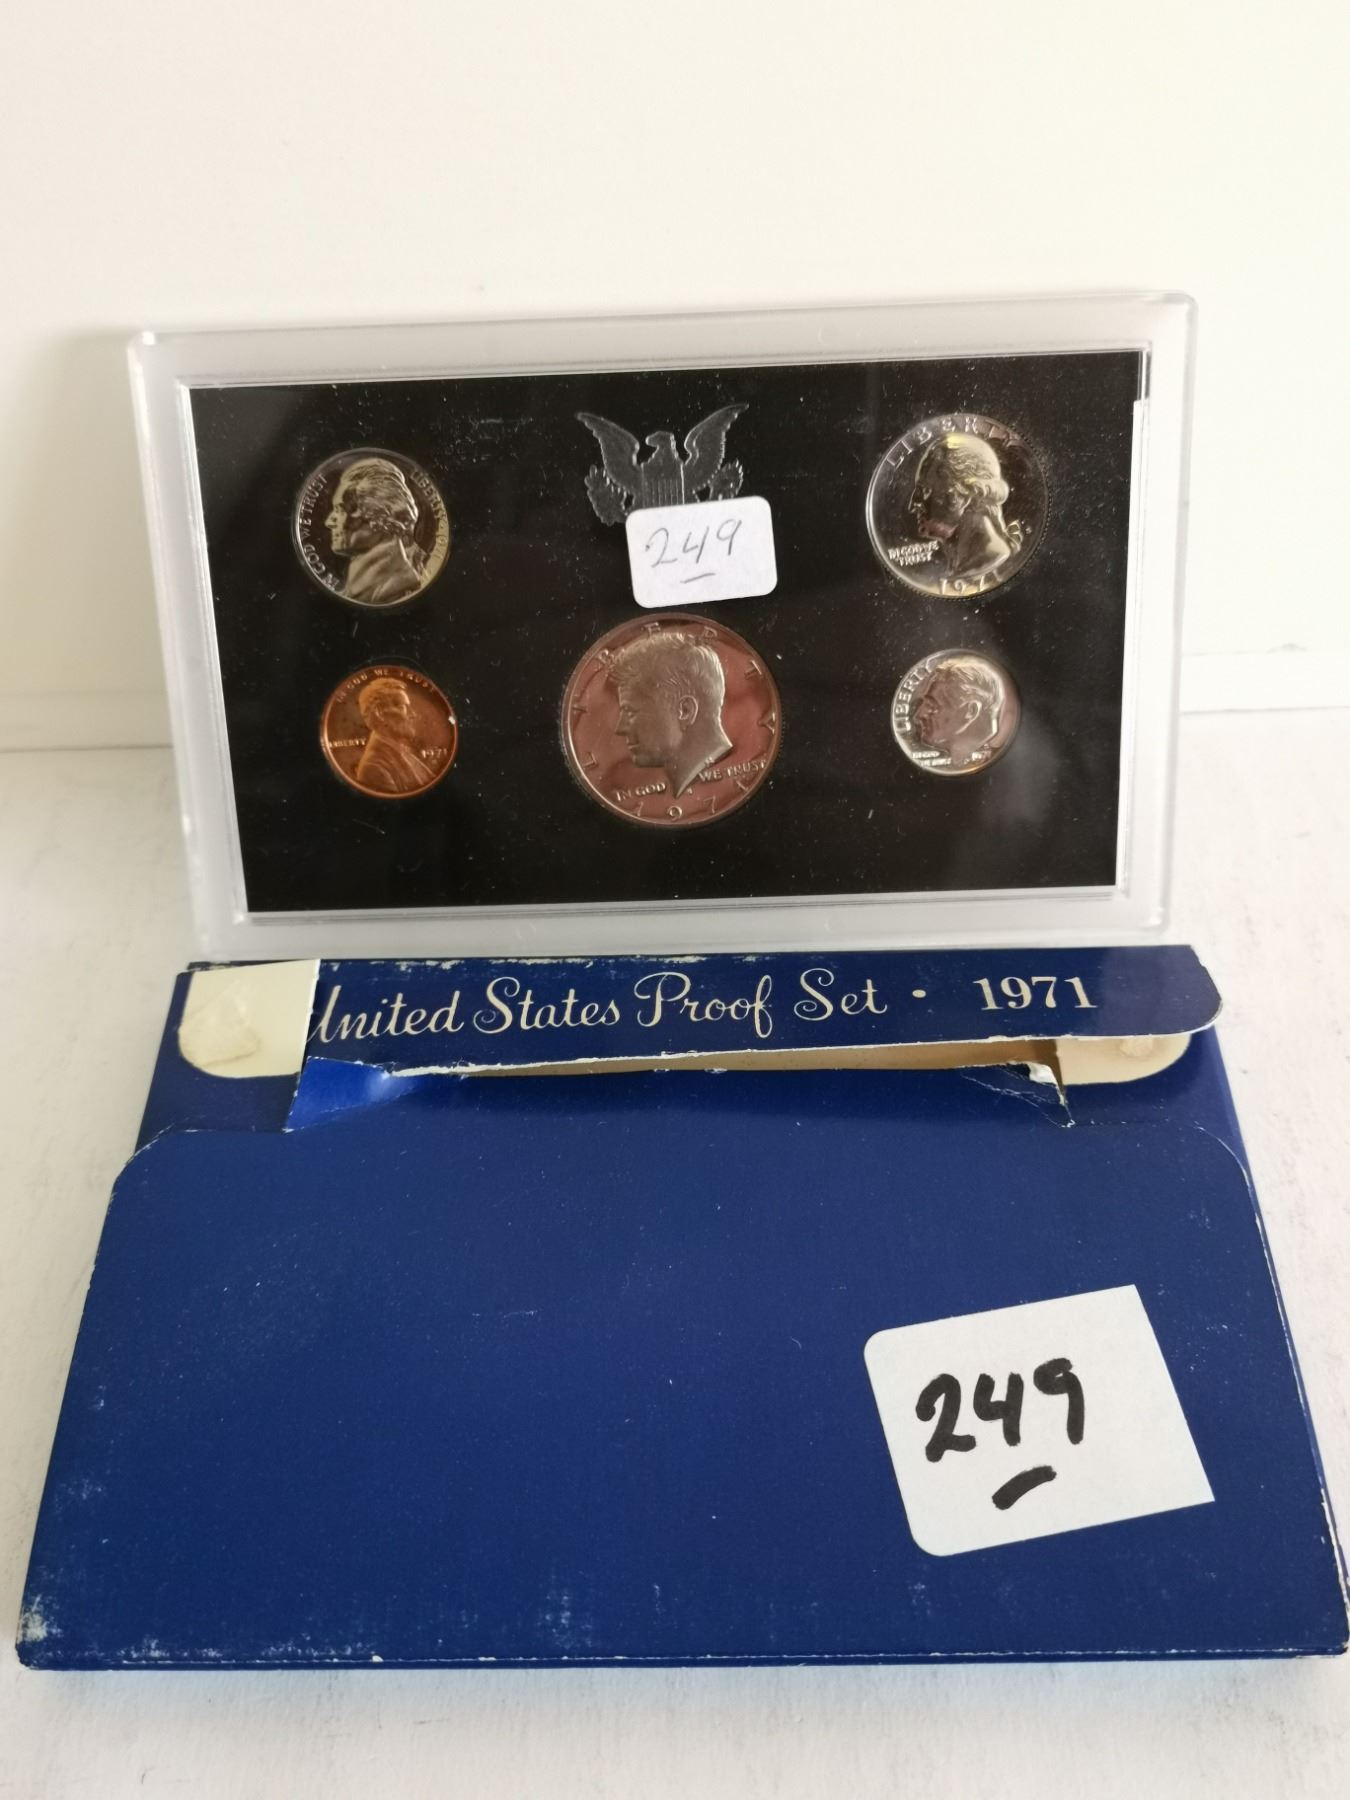 IN GOD WE TRUST
LIBERTY
IN GOD WE
TRUST
1971
249
IN GOD WE TRUST
LIBERTY
1971
LIBERTY
IN GOD WE TRUST
1971
LIBERTY
United States Proof Set • 1971
249